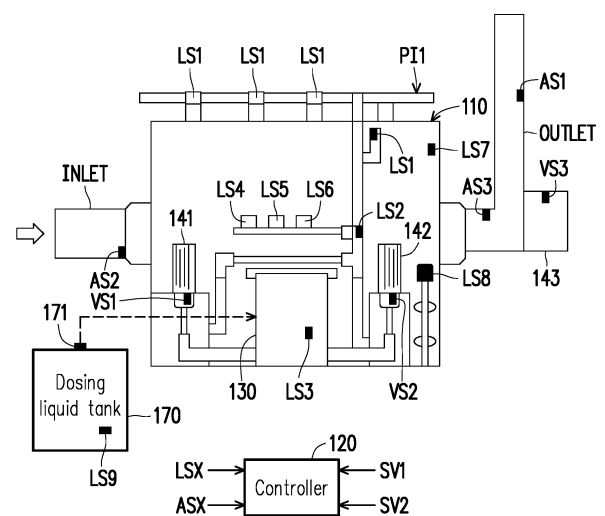 LS1
LS1
LS1
PI1
110
AS1
LS1
LS7
OUTLET
INLET
141
LS4
LS5
LS6
LS2
142
AS3
VS3
AS2
VS1
LS8
143
171
Dosing
liquid tank
170
130
LS3
VS2
LS9
120
LSX
Controller
SV1
ASX
SV2